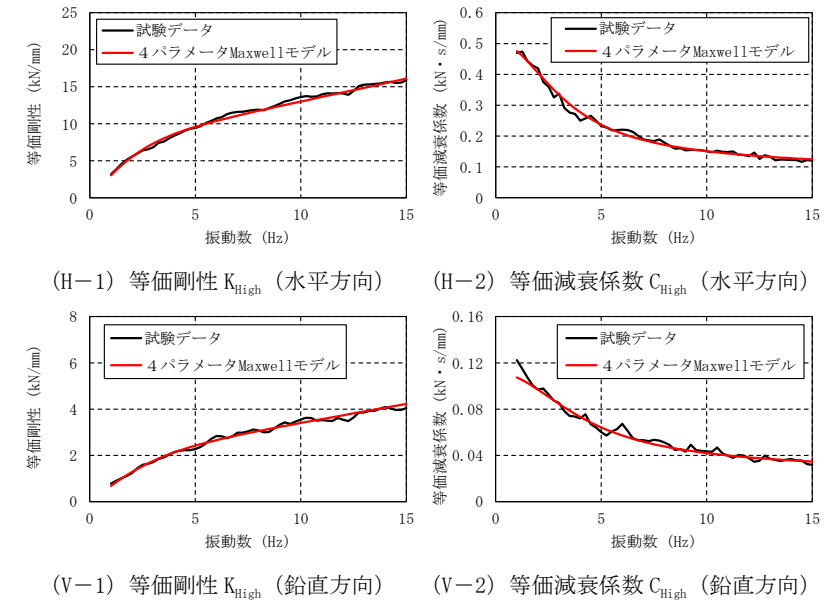 25
20
15
10
5
0
等価剛性 (kN/mm)
試験データ
４パラメータMaxwellモデル
0 5 10 15
振動数 (Hz)
0.6
0.5
0.4
0.3
0.2
0.1
0
等価減衰係数 (kN・s/mm)
試験データ
４パラメータMaxwellモデル
0 5 10 15
振動数 (Hz)
(H－1) 等価剛性 K_High (水平方向)
(H－2) 等価減衰係数 C_High (水平方向)
8
6
4
2
0
等価剛性 (kN/mm)
試験データ
４パラメータMaxwellモデル
0 5 10 15
振動数 (Hz)
0.16
0.12
0.08
0.04
0
等価減衰係数 (kN・s/mm)
試験データ
４パラメータMaxwellモデル
0 5 10 15
振動数 (Hz)
(V－1) 等価剛性 K_High (鉛直方向)
(V－2) 等価減衰係数 C_High (鉛直方向)